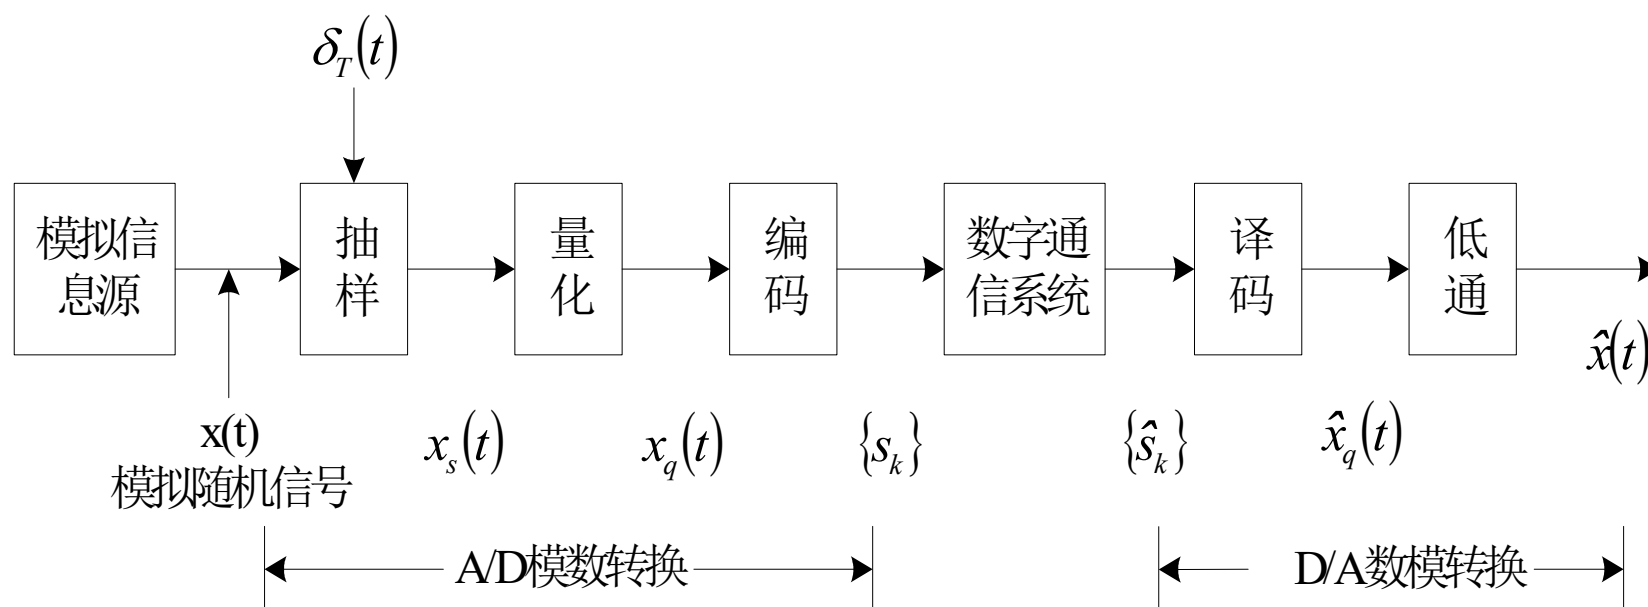 δ_T(t)
模拟信
息源
抽
样
量
化
编
码
数字通
信系统
译
码
低
通
x̂(t)
x(t)
模拟随机信号
x_s(t)
x_q(t)
{s_k}
{ŝ_k}
x̂_q(t)
A/D模数转换
D/A数模转换